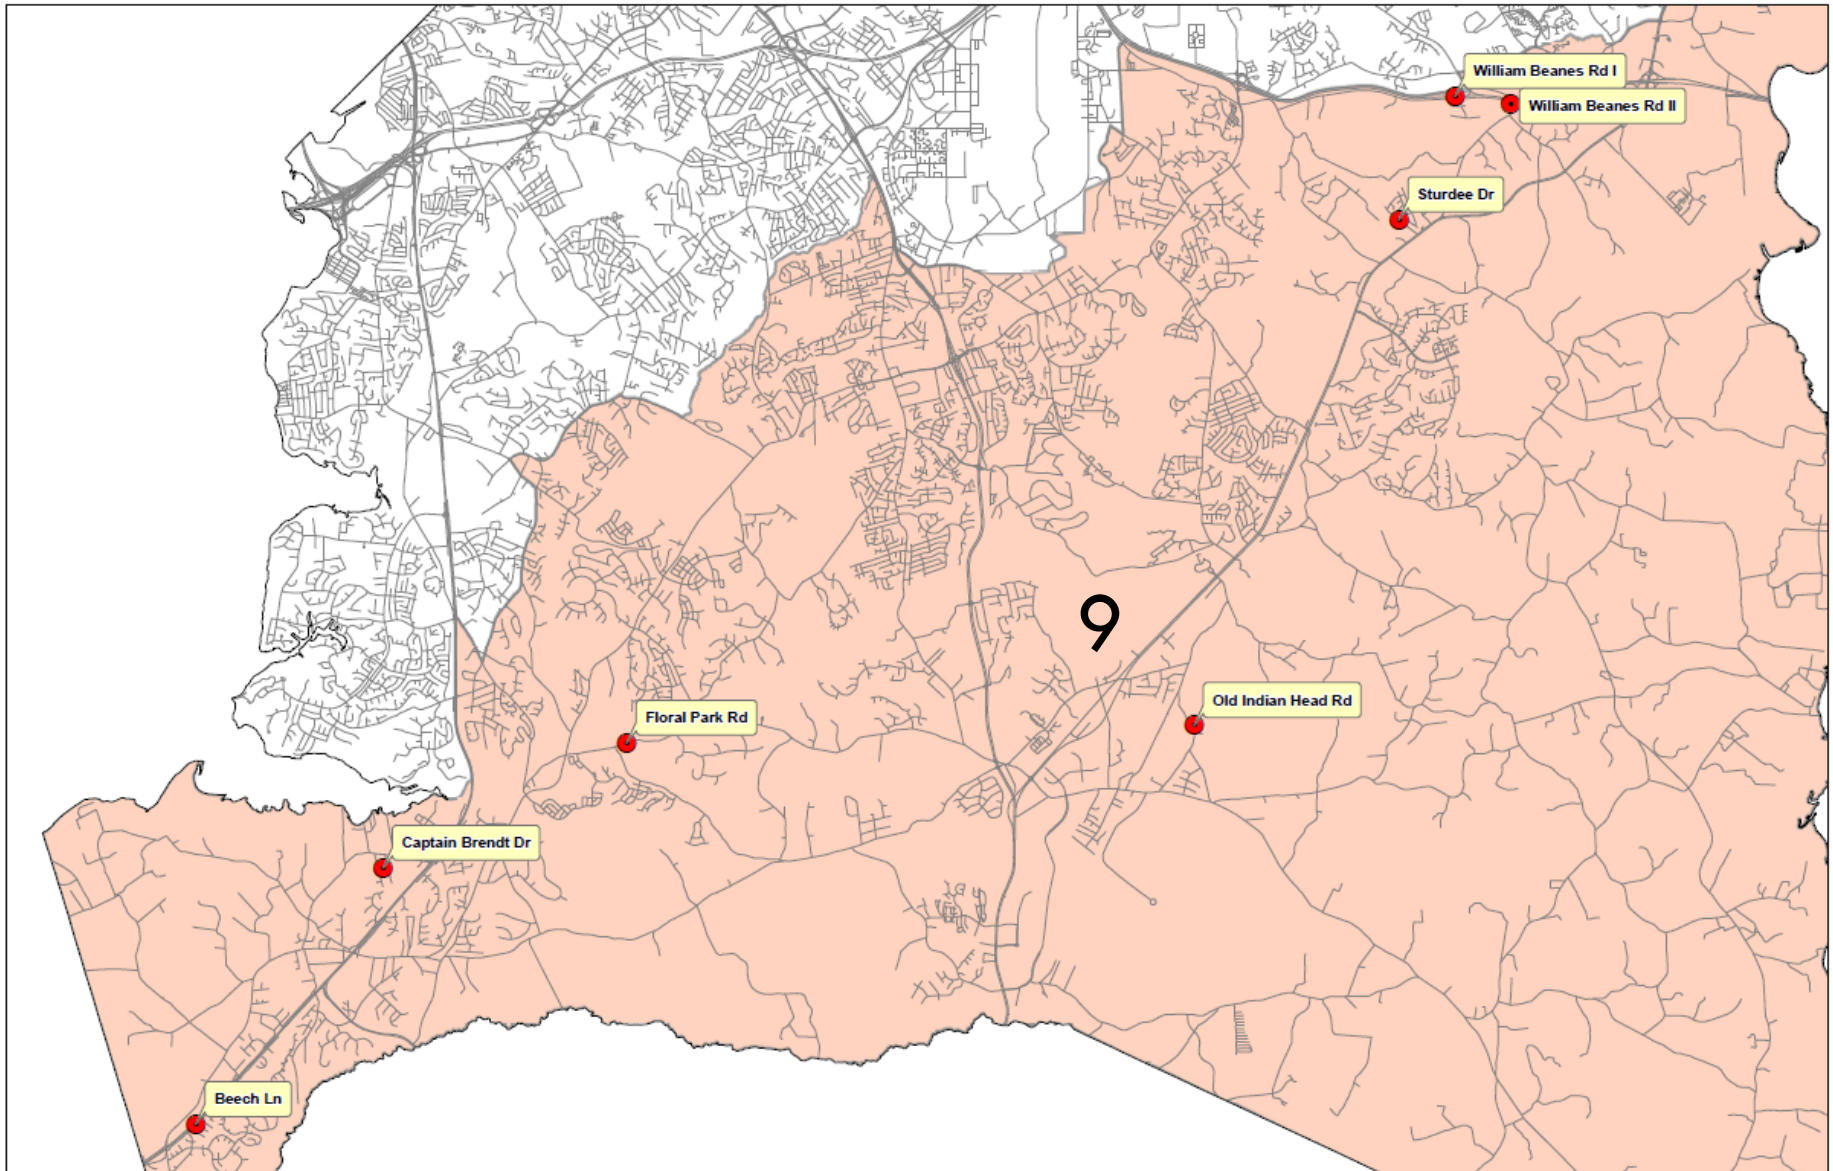 William Beanes Rd I
William Beanes Rd II
Sturdee Dr
9
Old Indian Head Rd
Floral Park Rd
Captain Brendt Dr
Beech Ln